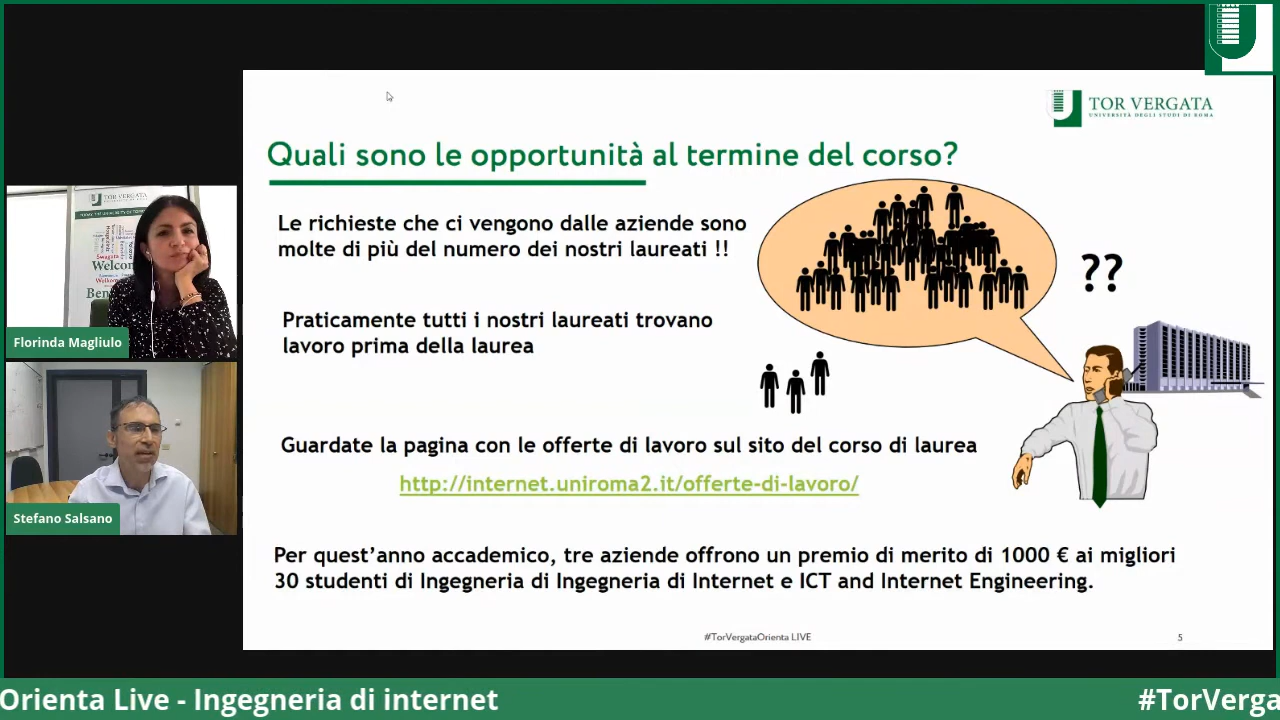 TOR VERGATA
UNIVERSITÀ DEGLI STUDI DI ROMA
Quali sono le opportunità al termine del corso?
Le richieste che ci vengono dalle aziende sono
molte di più del numero dei nostri laureati !!
??
Praticamente tutti i nostri laureati trovano
lavoro prima della laurea
Guardate la pagina con le offerte di lavoro sul sito del corso di laurea
http://internet.uniroma2.it/offerte-di-lavoro/
Per quest'anno accademico, tre aziende offrono un premio di merito di 1000 € ai migliori
30 studenti di Ingegneria di Ingegneria di Internet e ICT and Internet Engineering.
#TorVergataOrienta LIVE
5
TOR VERGATA
Welcom
Florinda Magliulo
Stefano Salsano
Orienta Live - Ingegneria di internet
#TorVerga